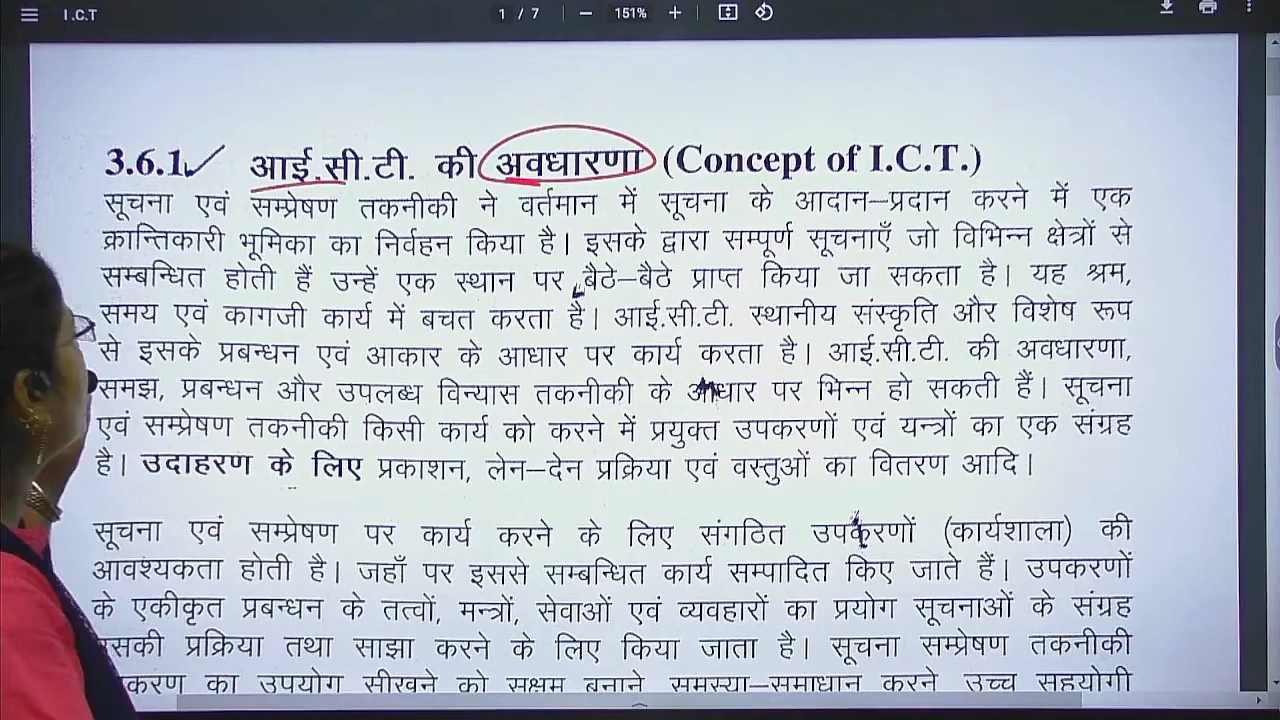 I.C.T
1 / 7
151%
3.6.1 आई.सी.टी. की अवधारणा (Concept of I.C.T.)
सूचना एवं सम्प्रेषण तकनीकी ने वर्तमान में सूचना के आदान–प्रदान करने में एक
क्रान्तिकारी भूमिका का निर्वहन किया है। इसके द्वारा सम्पूर्ण सूचनाएँ जो विभिन्न क्षेत्रों से
सम्बन्धित होती हैं उन्हें एक स्थान पर बैठे–बैठे प्राप्त किया जा सकता है। यह श्रम,
समय एवं कागजी कार्य में बचत करता है। आई.सी.टी. स्थानीय संस्कृति और विशेष रूप
से इसके प्रबन्धन एवं आकार के आधार पर कार्य करता है। आई.सी.टी. की अवधारणा,
समझ, प्रबन्धन और उपलब्ध विन्यास तकनीकी के आधार पर भिन्न हो सकती हैं। सूचना
एवं सम्प्रेषण तकनीकी किसी कार्य को करने में प्रयुक्त उपकरणों एवं यन्त्रों का एक संग्रह
है। उदाहरण के लिए प्रकाशन, लेन–देन प्रक्रिया एवं वस्तुओं का वितरण आदि।
सूचना एवं सम्प्रेषण पर कार्य करने के लिए संगठित उपकरणों (कार्यशाला) की
आवश्यकता होती है। जहाँ पर इससे सम्बन्धित कार्य सम्पादित किए जाते हैं। उपकरणों
के एकीकृत प्रबन्धन के तत्वों, मन्त्रों, सेवाओं एवं व्यवहारों का प्रयोग सूचनाओं के संग्रह
उसकी प्रक्रिया तथा साझा करने के लिए किया जाता है। सूचना सम्प्रेषण तकनीकी
का उपयोग सीखने को सक्षम बनाने समस्या–समाधान करने उच्च सहयोगी